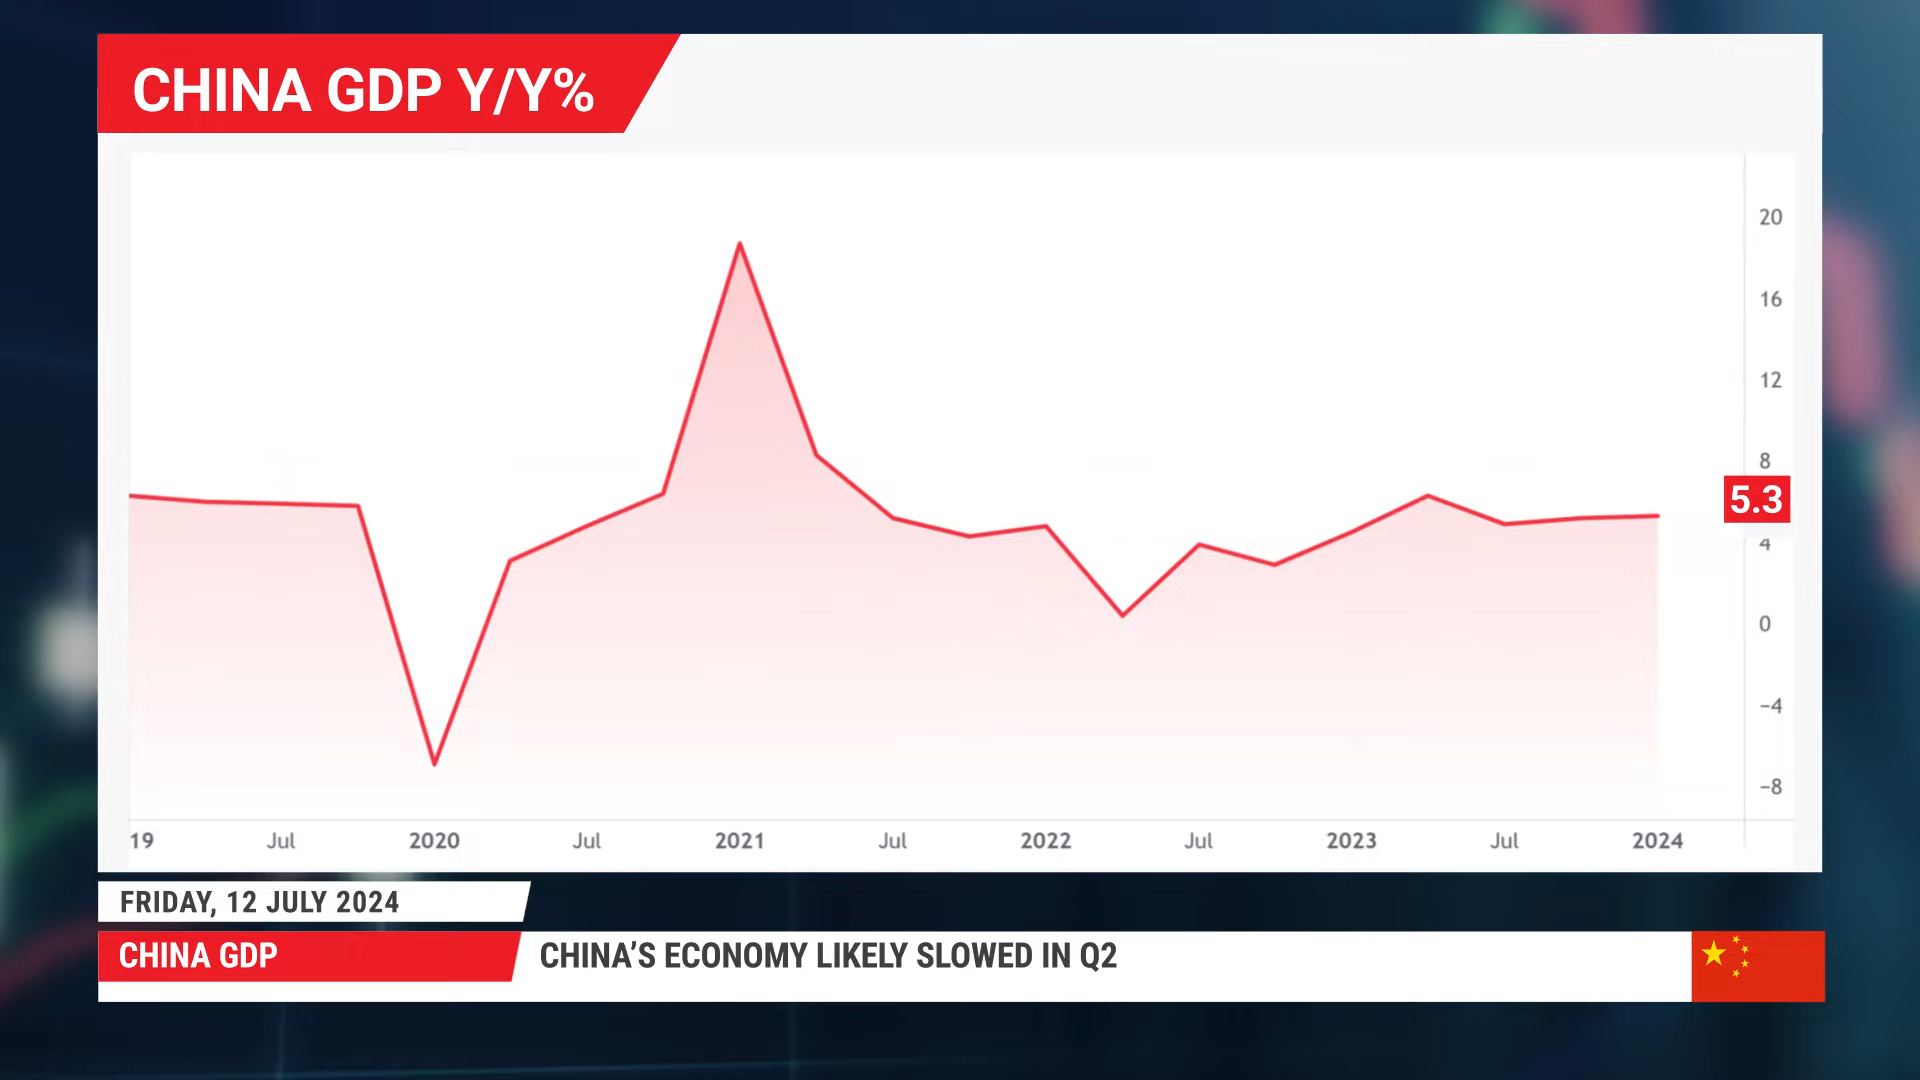 CHINA GDP Y/Y%
20
16
12
8
5.3
4
0
−4
−8
19 Jul 2020 Jul 2021 Jul 2022 Jul 2023 Jul 2024
FRIDAY, 12 JULY 2024
CHINA GDP
CHINA’S ECONOMY LIKELY SLOWED IN Q2